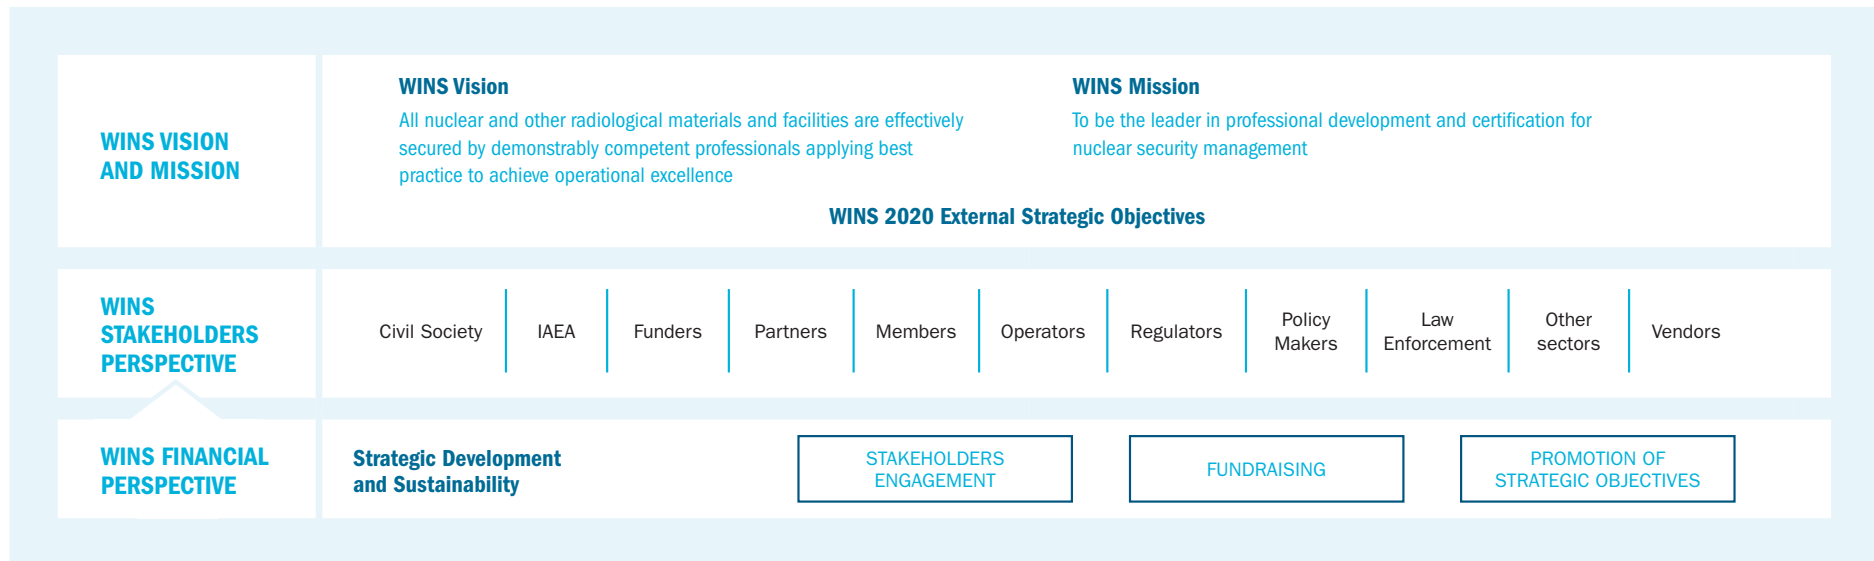 WINS VISION
AND MISSION
WINS Vision
All nuclear and other radiological materials and facilities are effectively
secured by demonstrably competent professionals applying best
practice to achieve operational excellence
WINS Mission
To be the leader in professional development and certification for
nuclear security management
WINS 2020 External Strategic Objectives
WINS
STAKEHOLDERS
PERSPECTIVE
Civil Society
IAEA
Funders
Partners
Members
Operators
Regulators
Policy
Makers
Law
Enforcement
Other
sectors
Vendors
WINS FINANCIAL
PERSPECTIVE
Strategic Development
and Sustainability
STAKEHOLDERS
ENGAGEMENT
FUNDRAISING
PROMOTION OF
STRATEGIC OBJECTIVES